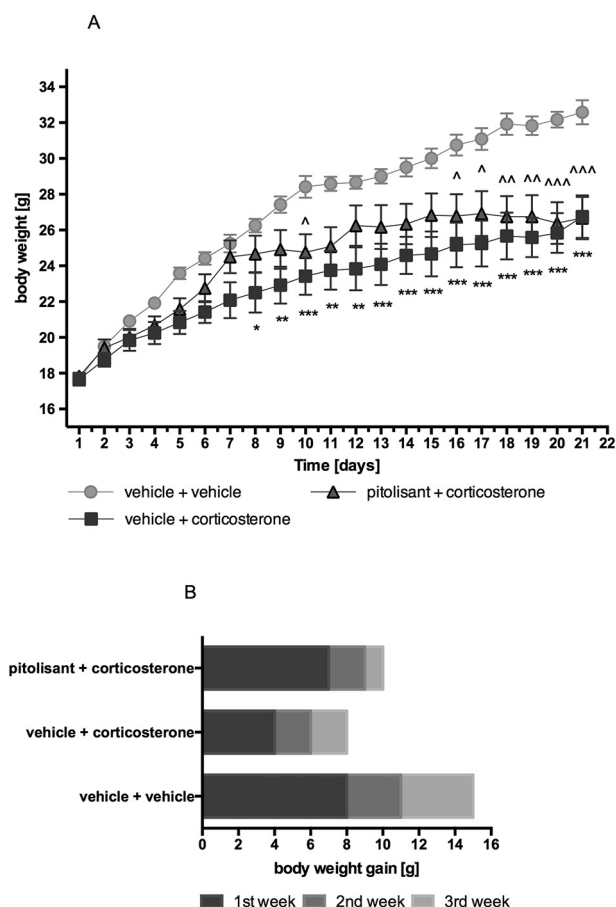 A
34
32
30
28
26
24
22
20
18
16
body weight [g]
^ ^ ^ ^^ ^^ ^^^ ^^^
* ** *** ** ** *** *** *** *** *** *** *** *** ***
1 2 3 4 5 6 7 8 9 10 11 12 13 14 15 16 17 18 19 20 21 22
Time [days]
vehicle + vehicle pitolisant + corticosterone
vehicle + corticosterone
B
pitolisant + corticosterone
vehicle + corticosterone
vehicle + vehicle
0 2 4 6 8 10 12 14 16
body weight gain [g]
1st week 2nd week 3rd week